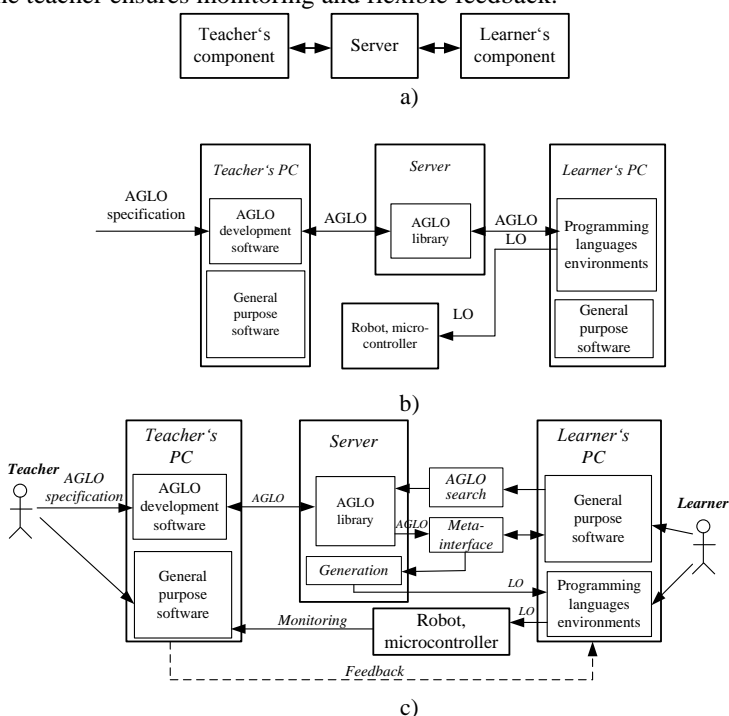 ne teacher ensures monitoring and flexible feedback.
Teacher‘s
component
Server
Learner‘s
component
a)
AGLO
specification
Teacher‘s PC
AGLO
development
software
General
purpose
software
AGLO
Server
AGLO
library
AGLO
LO
Learner‘s PC
Programming
languages
environments
General
purpose
software
Robot, micro-
controller
LO
b)
Teacher
AGLO
specification
Teacher‘s
PC
AGLO
development
software
General
purpose
software
AGLO
Server
AGLO
library
Generation
AGLO
AGLO
search
Meta-
interface
LO
Learner‘s
PC
General
purpose
software
Programming
languages
environments
Learner
Monitoring
Robot,
microcontroller
LO
Feedback
c)